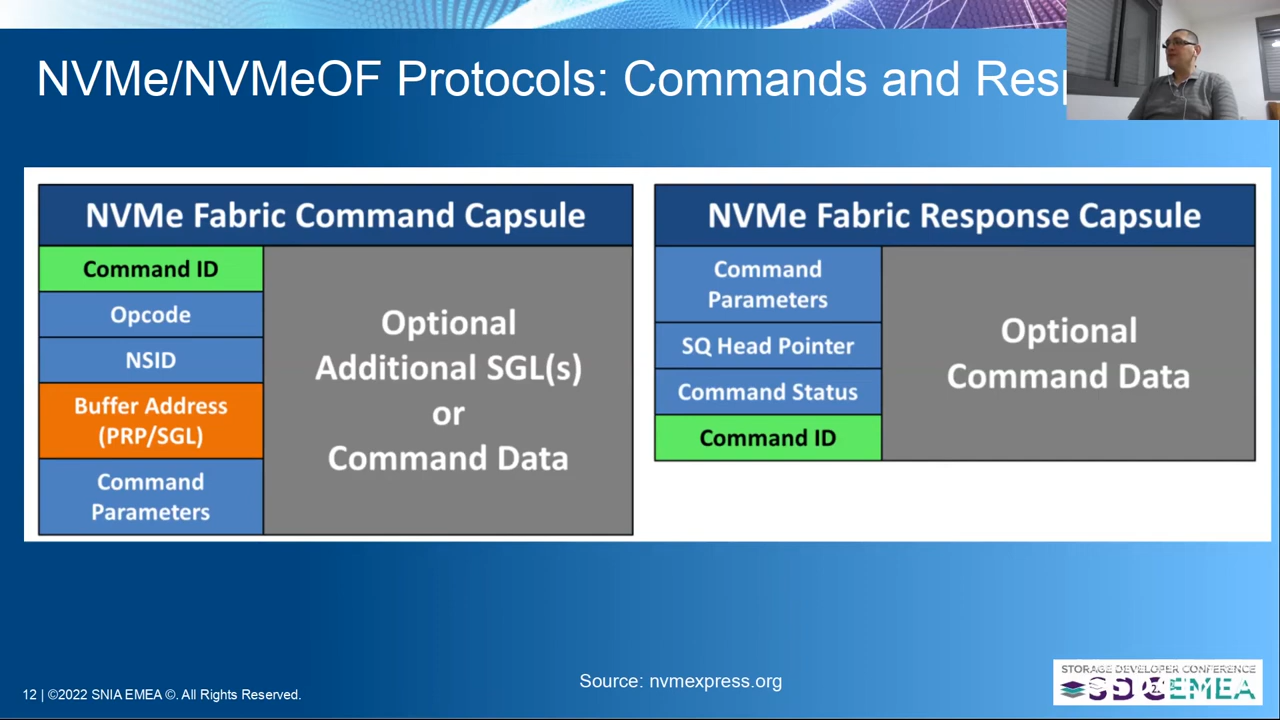 NVMe/NVMeOF Protocols: Commands and
NVMe Fabric Command Capsule
Command ID
Opcode
NSID
Buffer Address
(PRP/SGL)
Command
Parameters
Optional
Additional SGL(s)
or
Command Data
NVMe Fabric Response Capsule
Command
Parameters
SQ Head Pointer
Command Status
Command ID
Optional
Command Data
Source: nvmexpress.org
12 | ©2022 SNIA EMEA ©. All Rights Reserved.
STORAGE DEVELOPER CONFERENCE
EMEA